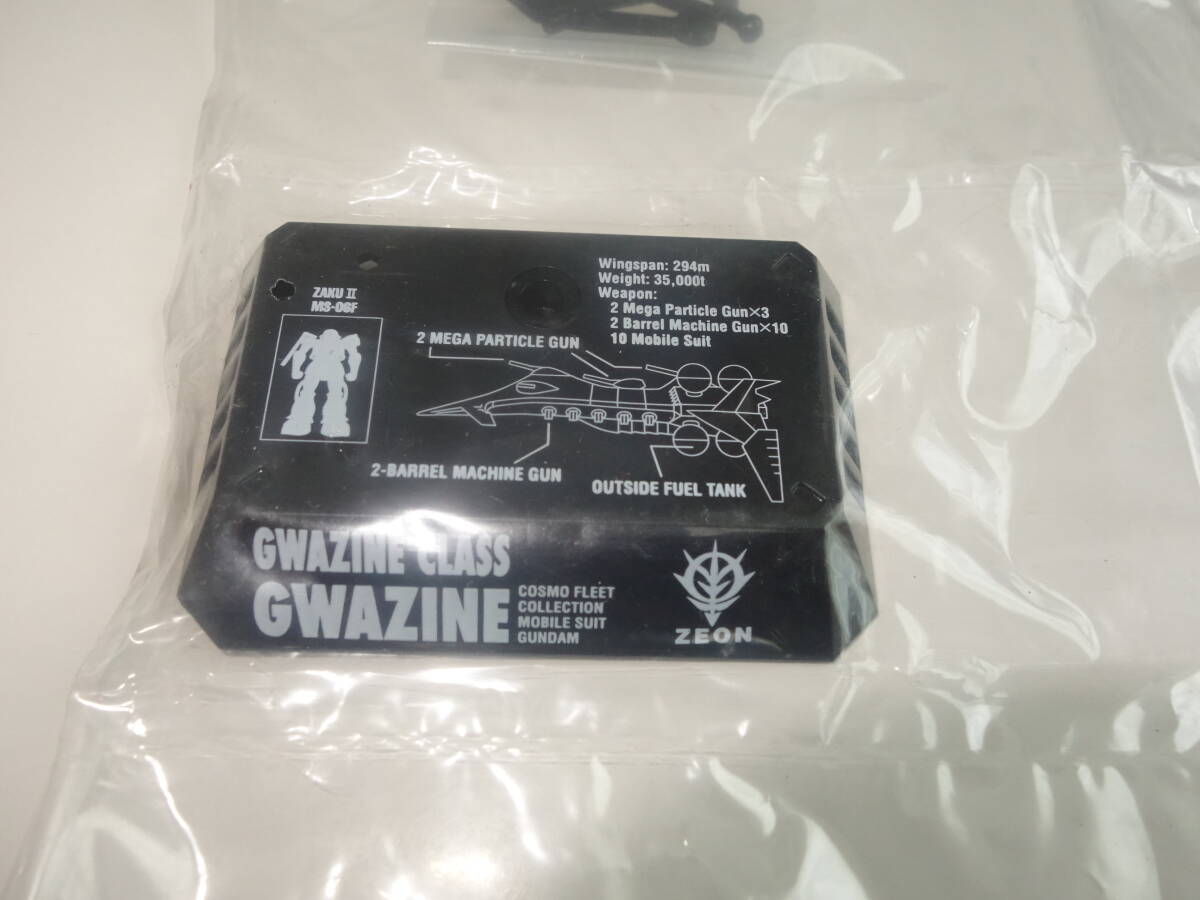 Wingspan: 294m
Weight: 35,000t
Weapon:
2 Mega Particle Gun×3
2 Barrel Machine Gun×10
10 Mobile Suit
ZAKU II
MS-06F
2 MEGA PARTICLE GUN
2-BARREL MACHINE GUN
OUTSIDE FUEL TANK
GWAZINE CLASS
GWAZINE
COSMO FLEET
COLLECTION
MOBILE SUIT
GUNDAM
ZEON